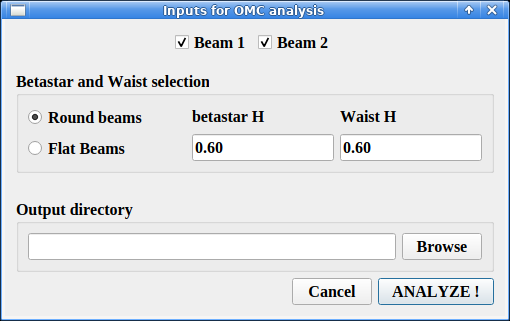 Inputs for OMC analysis
Beam 1 Beam 2
Betastar and Waist selection
Round beams betastar H Waist H
Flat Beams 0.60 0.60
Output directory
Browse
Cancel ANALYZE !